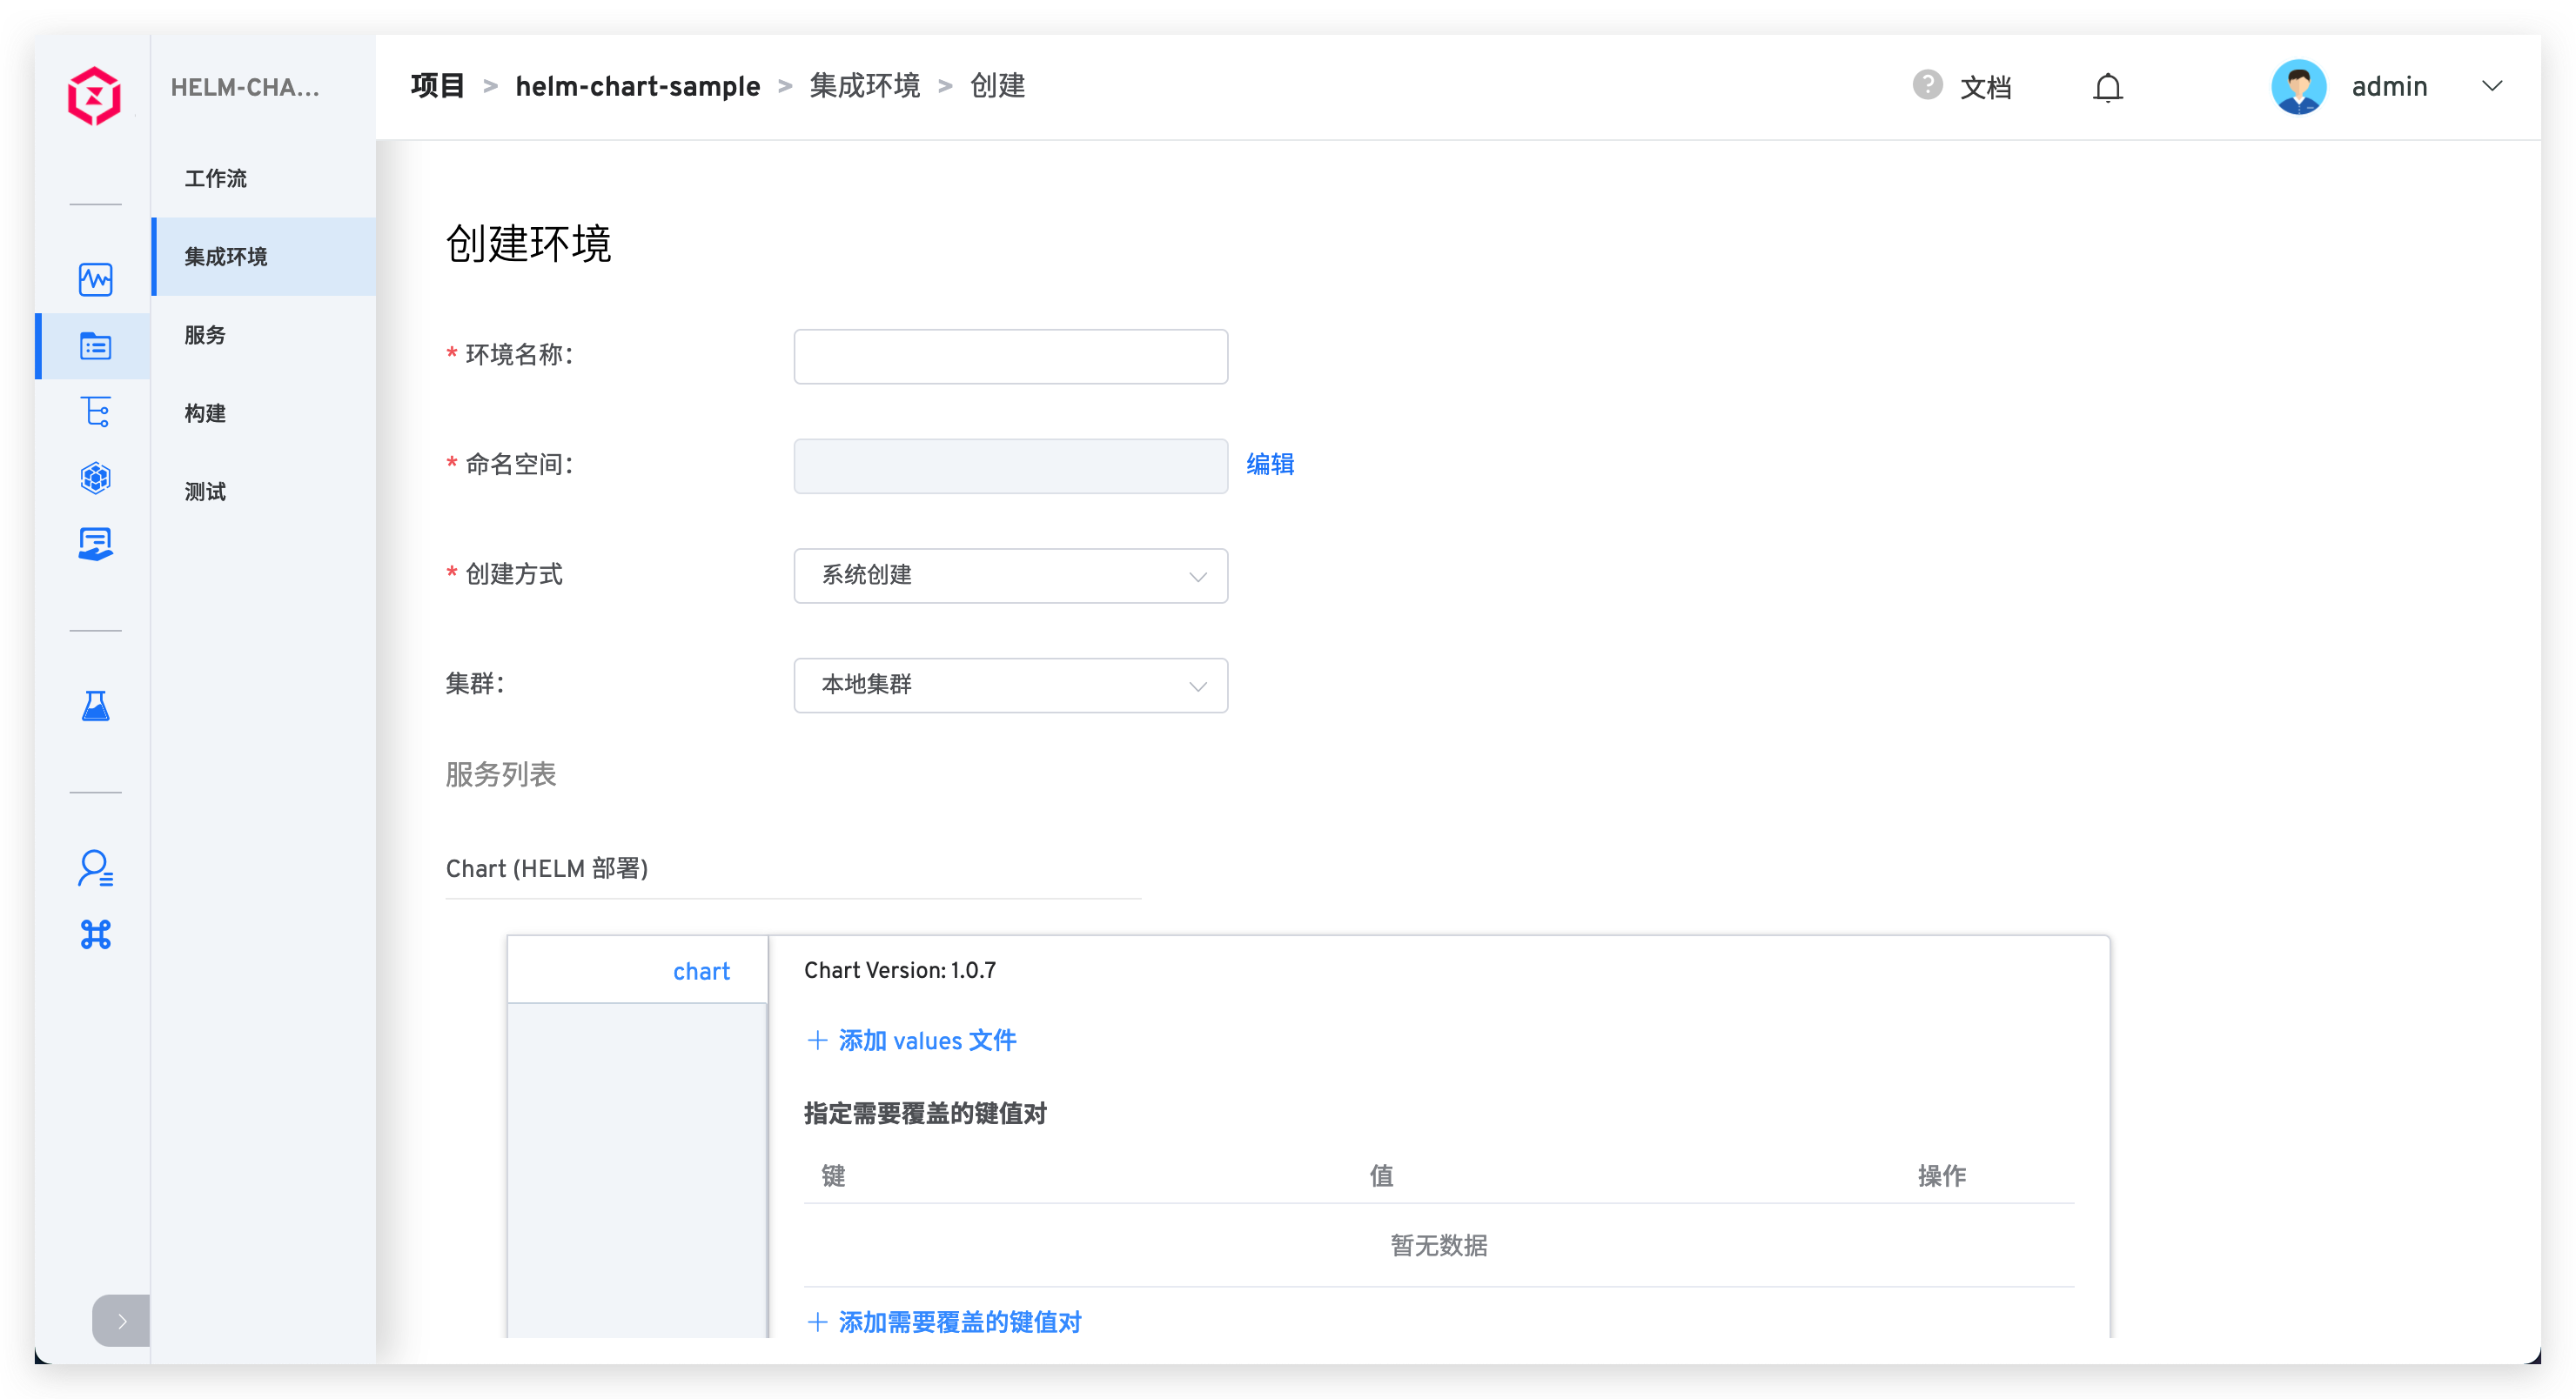 HELM-CHA...
项目 > helm-chart-sample > 集成环境 > 创建
? 文档
admin
工作流
集成环境
服务
构建
测试
创建环境
* 环境名称：
* 命名空间：
编辑
* 创建方式
系统创建
集群：
本地集群
服务列表
Chart (HELM 部署)
chart
Chart Version: 1.0.7
+ 添加 values 文件
指定需要覆盖的键值对
键 值 操作
暂无数据
+ 添加需要覆盖的键值对